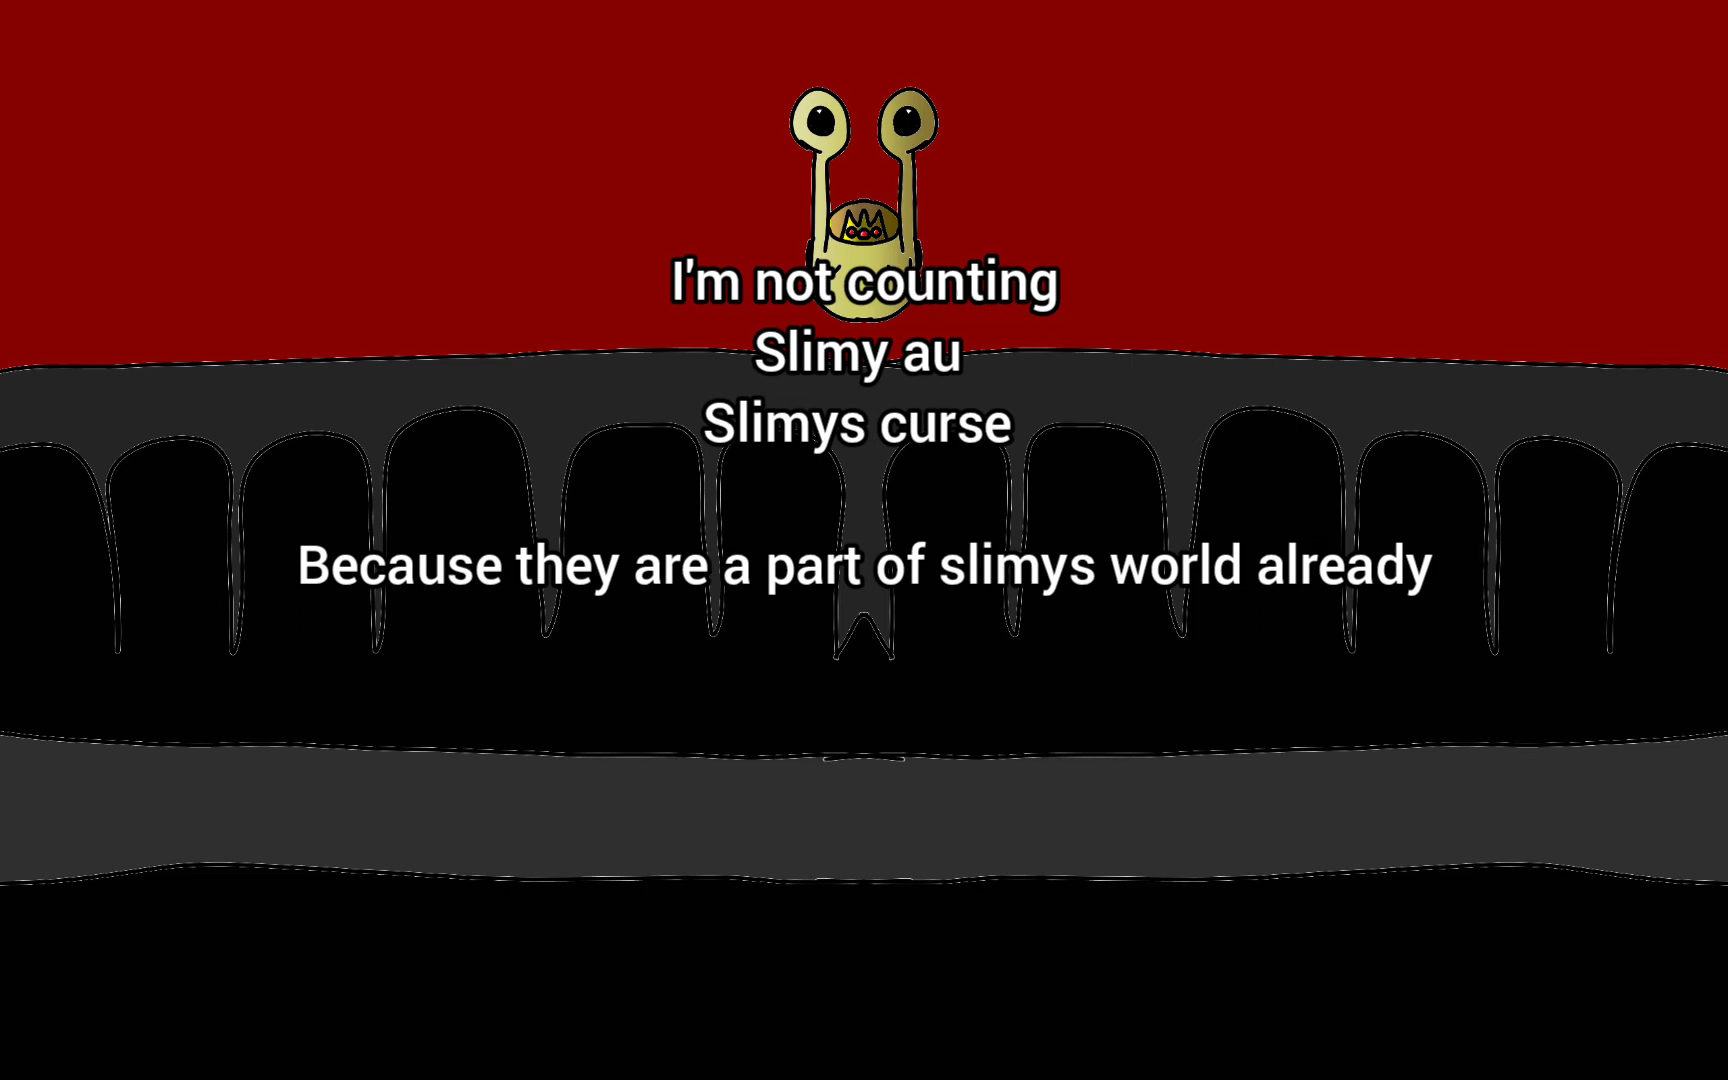 I'm not counting
Slimy au
Slimys curse
Because they are a part of slimys world already